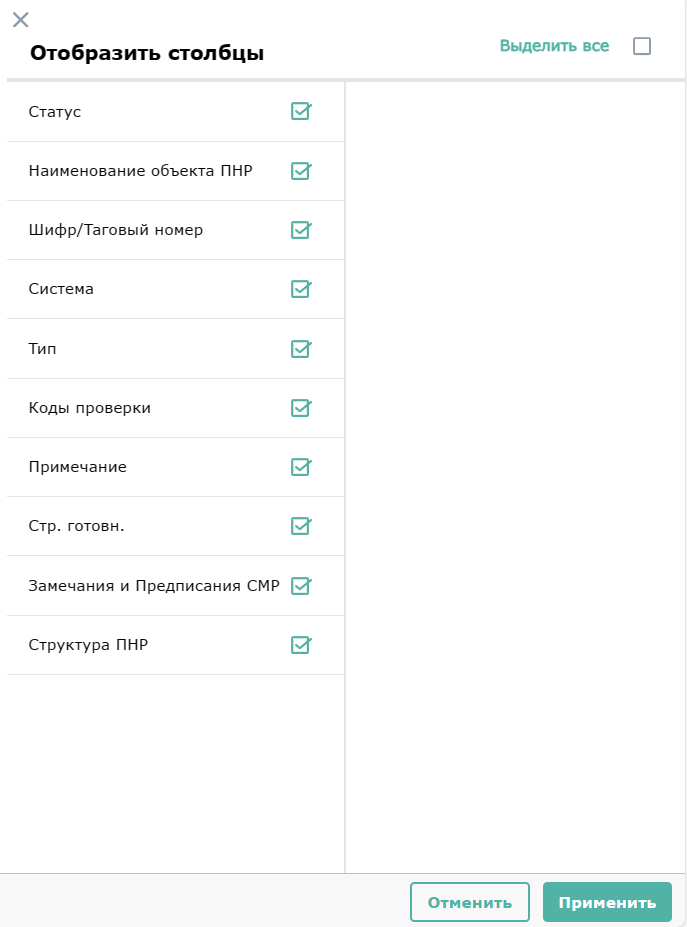 Отобразить столбцы
Выделить все
Статус
Наименование объекта ПНР
Шифр/Таговый номер
Система
Тип
Коды проверки
Примечание
Стр. готовн.
Замечания и Предписания СМР
Структура ПНР
Отменить
Применить